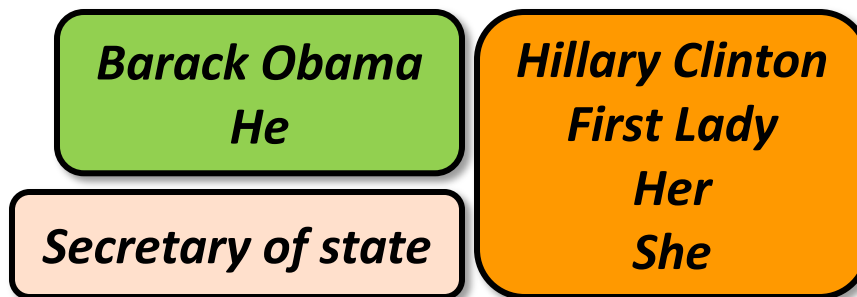 Barack Obama
He
Secretary of state
Hillary Clinton
First Lady
Her
She